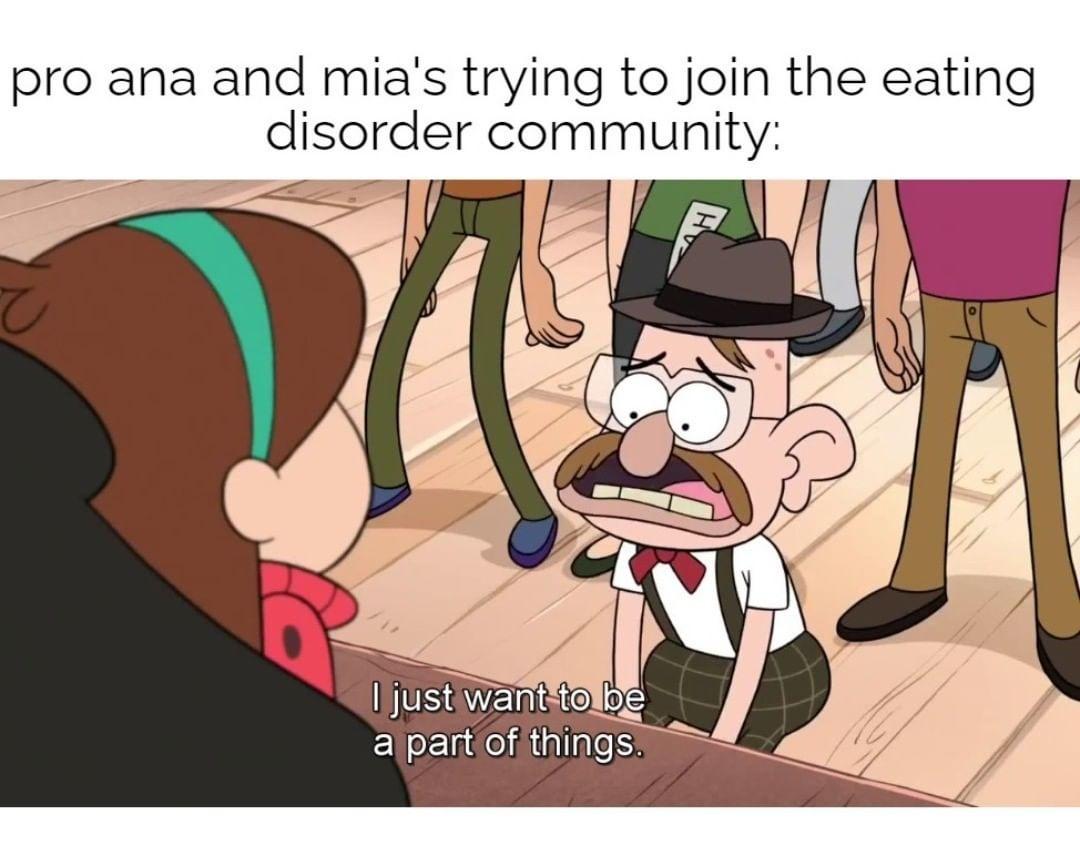 pro ana and mia's trying to join the eating
disorder community:
I just want to be
a part of things.